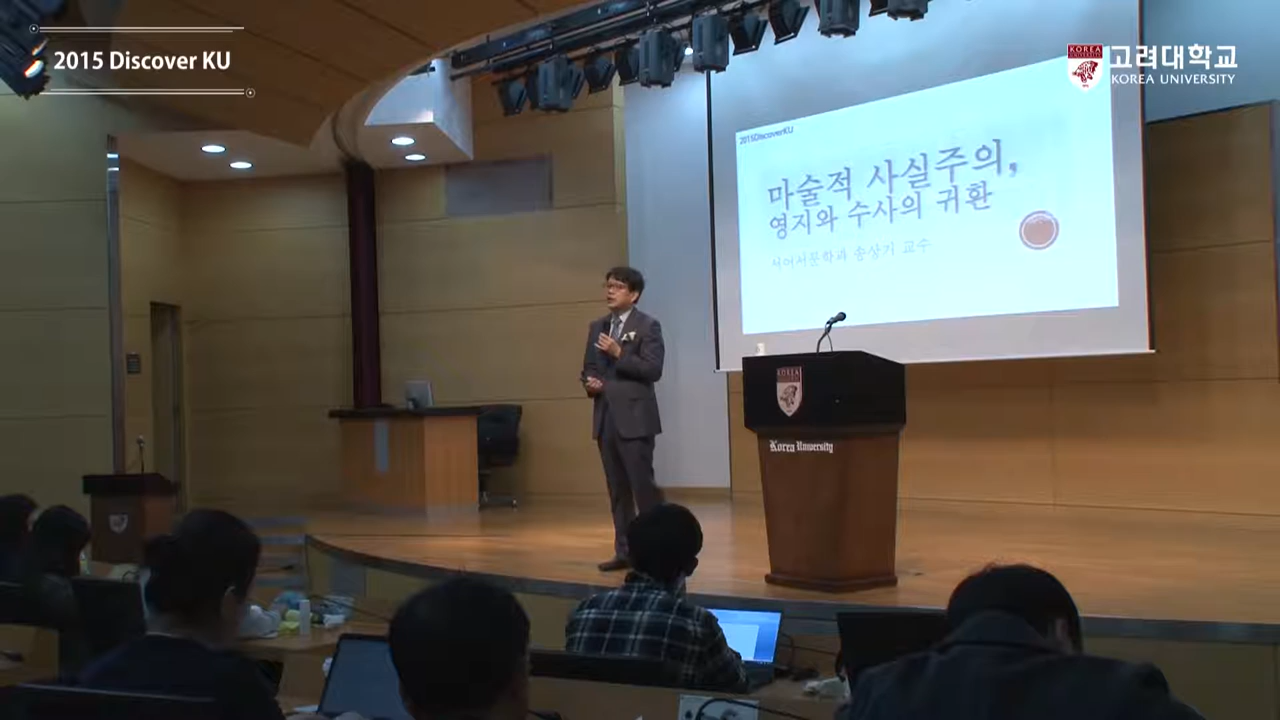 2015 Discover KU
KOREA
고려대학교
KOREA UNIVERSITY
2015DiscoverKU
마술적 사실주의,
영지와 수사의 귀환
서어서문학과 송상기 교수
KOREA
Korea University